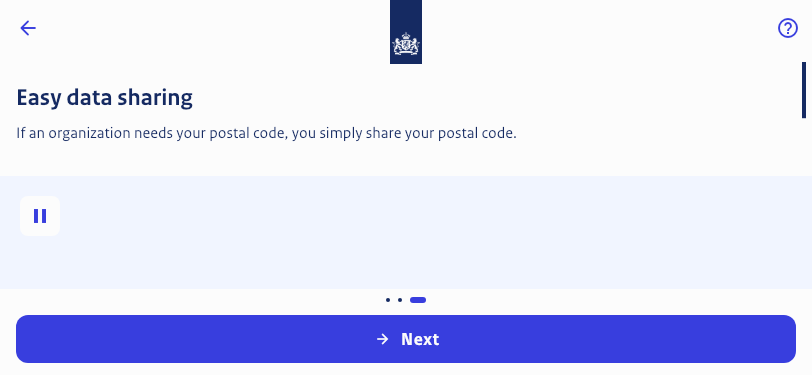 Easy data sharing
If an organization needs your postal code, you simply share your postal code.
Next